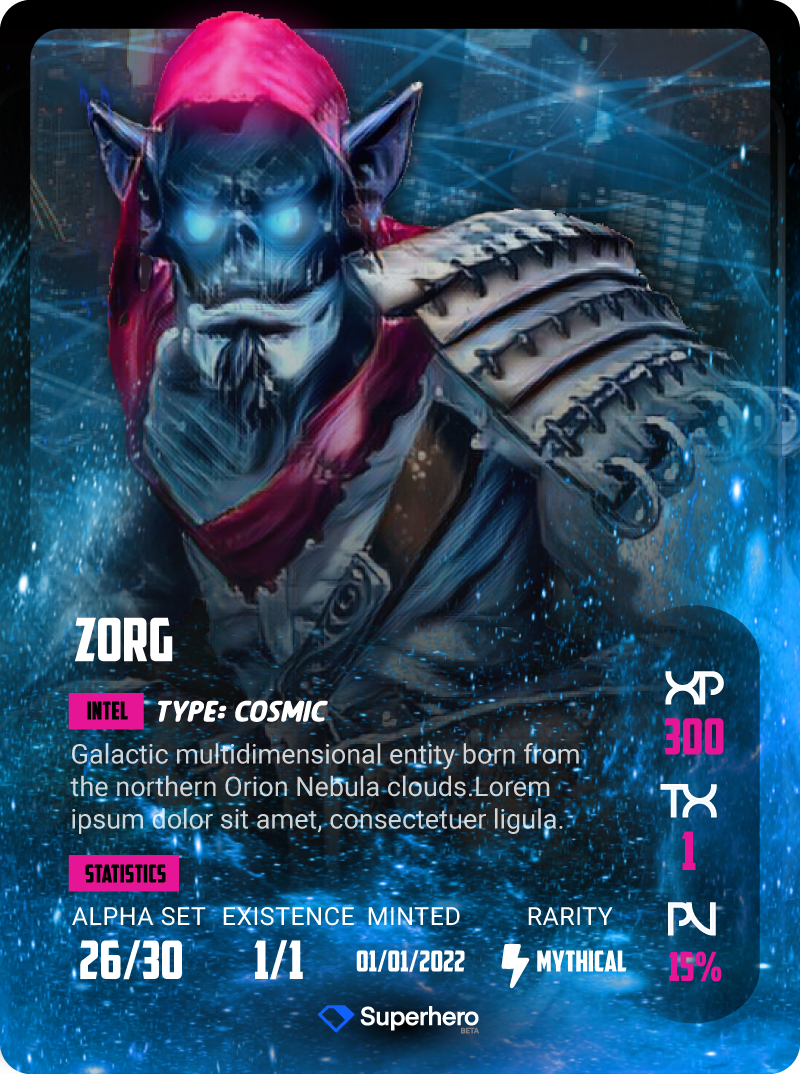 ZORG
INTEL TYPE: COSMIC
Galactic multidimensional entity born from
the northern Orion Nebula clouds.Lorem
ipsum dolor sit amet, consectetuer ligula.
STATISTICS
ALPHA SET EXISTENCE MINTED RARITY
26/30 1/1 01/01/2022 MYTHICAL
XP
300
TX
1
PV
15%
Superhero
BETA